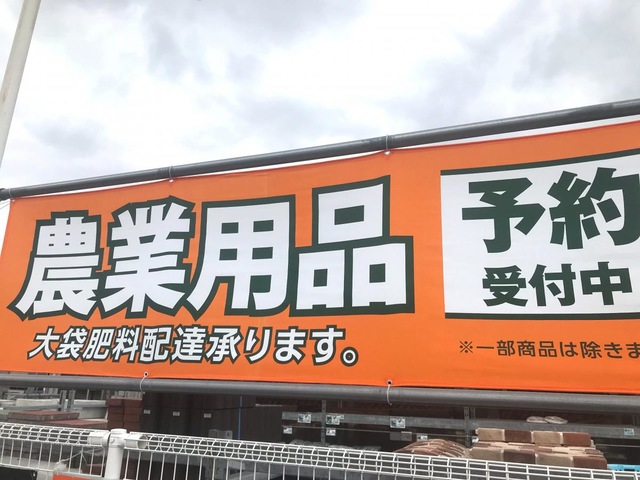 農業用品
大袋肥料配達承ります。
予約
受付中
※一部商品は除きま